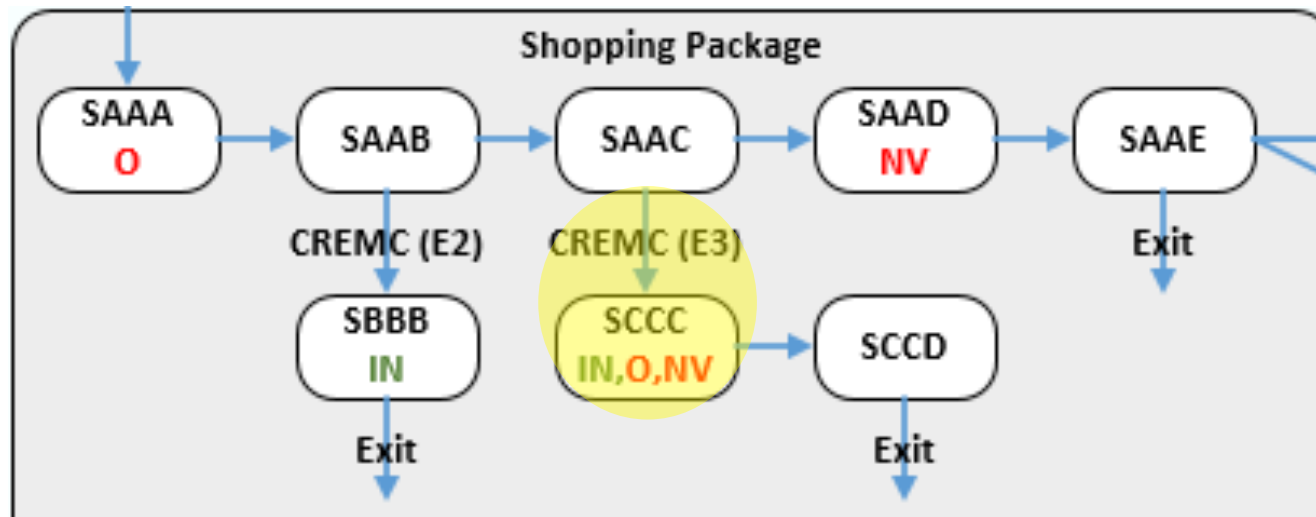 Shopping Package
SAAA
O
SAAB
SAAC
SAAD
NV
SAAE
CREMC (E2)
CREMC (E3)
Exit
SBBB
IN
SCCC
IN,O,NV
SCCD
Exit
Exit